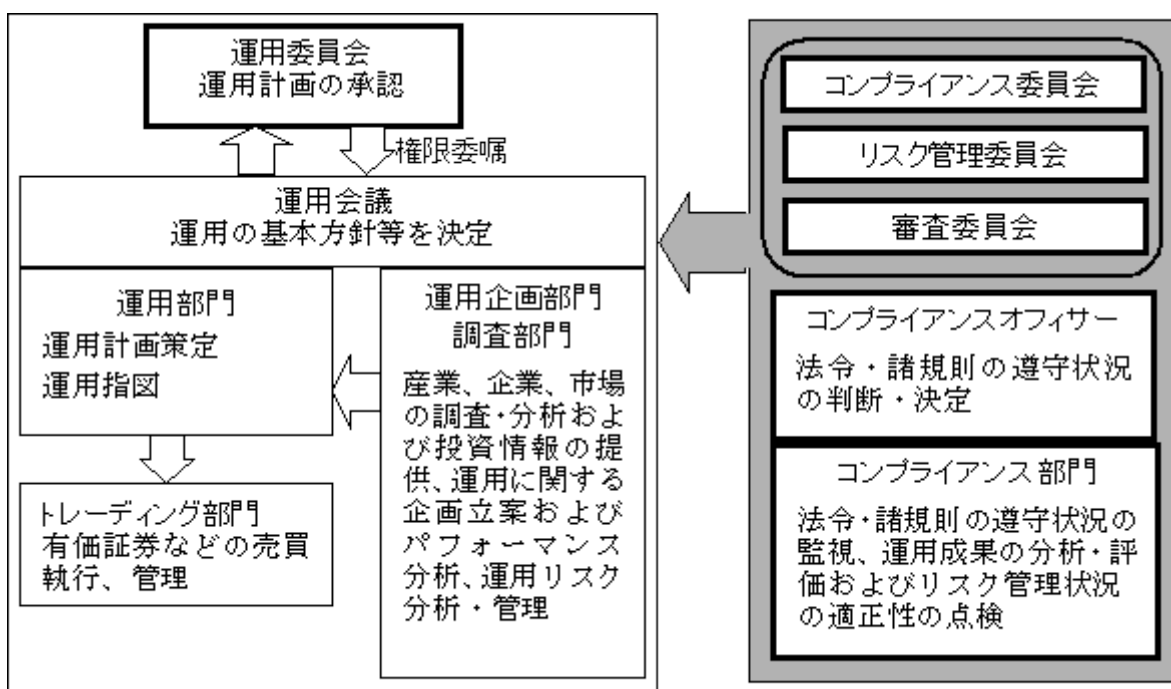 運用委員会
運用計画の承認
権限委嘱
運用会議
運用の基本方針等を決定
運用部門
運用計画策定
運用指図
トレーディング部門
有価証券などの売買
執行、管理
運用企画部門
調査部門
産業、企業、市場
の調査・分析およ
び投資情報の提
供、運用に関する
企画立案および
パフォーマンス
分析、運用リスク
分析・管理
コンプライアンス委員会
リスク管理委員会
審査委員会
コンプライアンスオフィサー
法令・諸規則の遵守状況
の判断・決定
コンプライアンス部門
法令・諸規則の遵守状況の
監視、運用成果の分析・評
価およびリスク管理状況
の適正性の点検